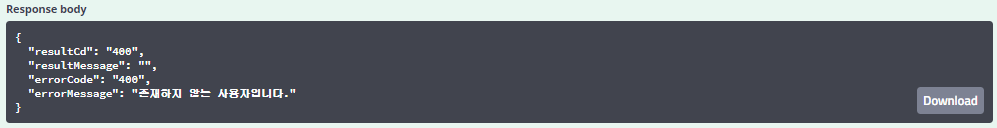 Response body
{
"resultCd": "400",
"resultMessage": "",
"errorCode": "400",
"errorMessage": "존재하지 않는 사용자입니다."
}
Download